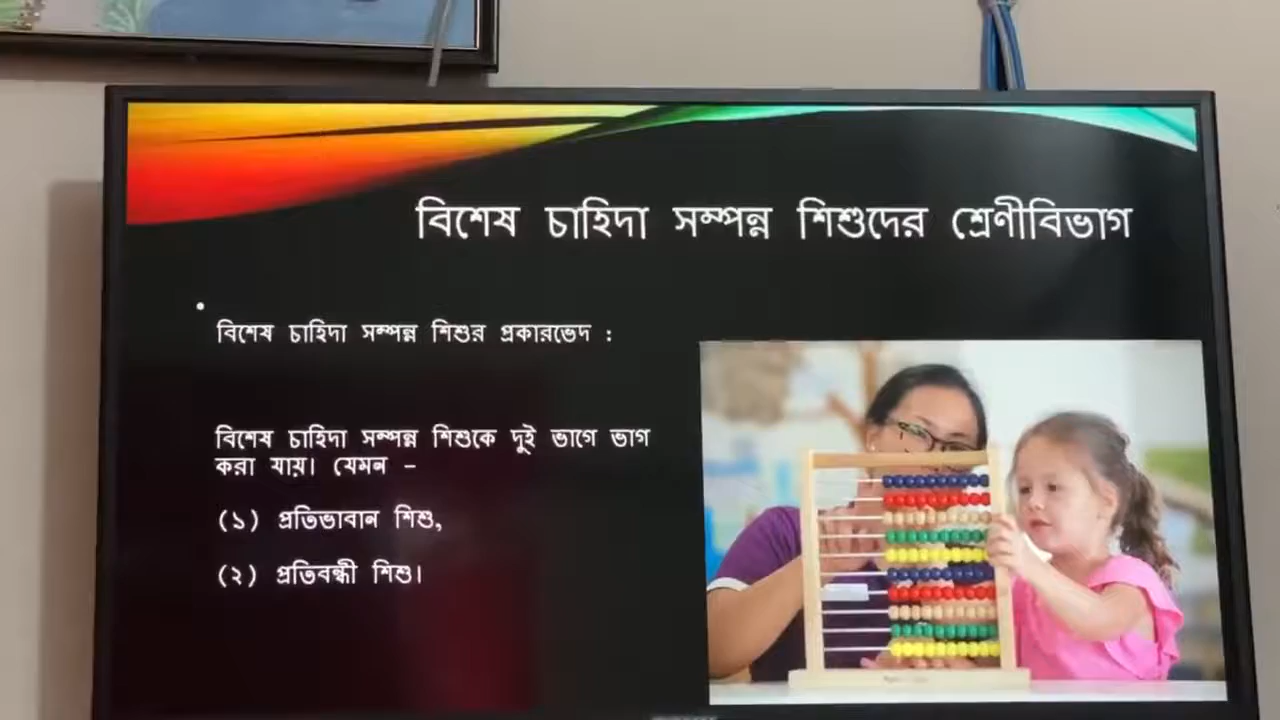 বিশেষ চাহিদা সম্পন্ন শিশুদের শ্রেণীবিভাগ
বিশেষ চাহিদা সম্পন্ন শিশুর প্রকারভেদ :
বিশেষ চাহিদা সম্পন্ন শিশুকে দুই ভাগে ভাগ
করা যায়। যেমন –
(১) প্রতিভাবান শিশু,
(২) প্রতিবন্ধী শিশু।